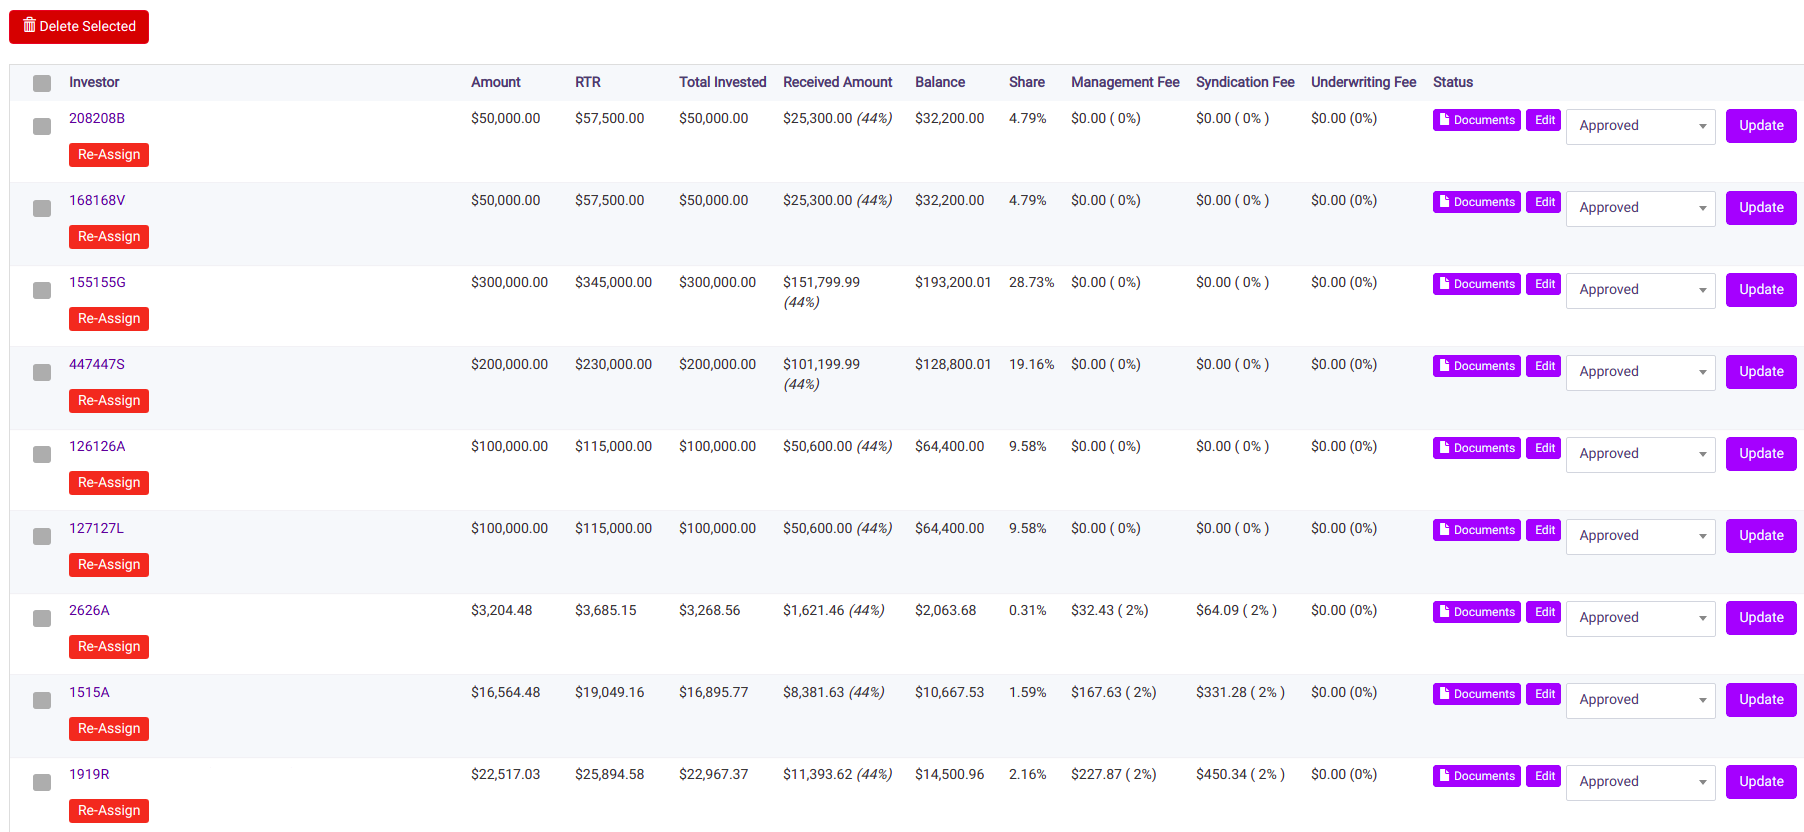 Delete Selected
Investor Amount RTR Total Invested Received Amount Balance Share Management Fee Syndication Fee Underwriting Fee Status
208208B $50,000.00 $57,500.00 $50,000.00 $25,300.00 (44%) $32,200.00 4.79% $0.00 ( 0%) $0.00 ( 0% ) $0.00 (0%) Documents Edit Approved Update
Re-Assign
168168V $50,000.00 $57,500.00 $50,000.00 $25,300.00 (44%) $32,200.00 4.79% $0.00 ( 0%) $0.00 ( 0% ) $0.00 (0%) Documents Edit Approved Update
Re-Assign
155155G $300,000.00 $345,000.00 $300,000.00 $151,799.99 $193,200.01 28.73% $0.00 ( 0%) $0.00 ( 0% ) $0.00 (0%) Documents Edit Approved Update
(44%)
Re-Assign
447447S $200,000.00 $230,000.00 $200,000.00 $101,199.99 $128,800.01 19.16% $0.00 ( 0%) $0.00 ( 0% ) $0.00 (0%) Documents Edit Approved Update
(44%)
Re-Assign
126126A $100,000.00 $115,000.00 $100,000.00 $50,600.00 (44%) $64,400.00 9.58% $0.00 ( 0%) $0.00 ( 0% ) $0.00 (0%) Documents Edit Approved Update
Re-Assign
127127L $100,000.00 $115,000.00 $100,000.00 $50,600.00 (44%) $64,400.00 9.58% $0.00 ( 0%) $0.00 ( 0% ) $0.00 (0%) Documents Edit Approved Update
Re-Assign
2626A $3,204.48 $3,685.15 $3,268.56 $1,621.46 (44%) $2,063.68 0.31% $32.43 ( 2%) $64.09 ( 2% ) $0.00 (0%) Documents Edit Approved Update
Re-Assign
1515A $16,564.48 $19,049.16 $16,895.77 $8,381.63 (44%) $10,667.53 1.59% $167.63 ( 2%) $331.28 ( 2% ) $0.00 (0%) Documents Edit Approved Update
Re-Assign
1919R $22,517.03 $25,894.58 $22,967.37 $11,393.62 (44%) $14,500.96 2.16% $227.87 ( 2%) $450.34 ( 2% ) $0.00 (0%) Documents Edit Approved Update
Re-Assign